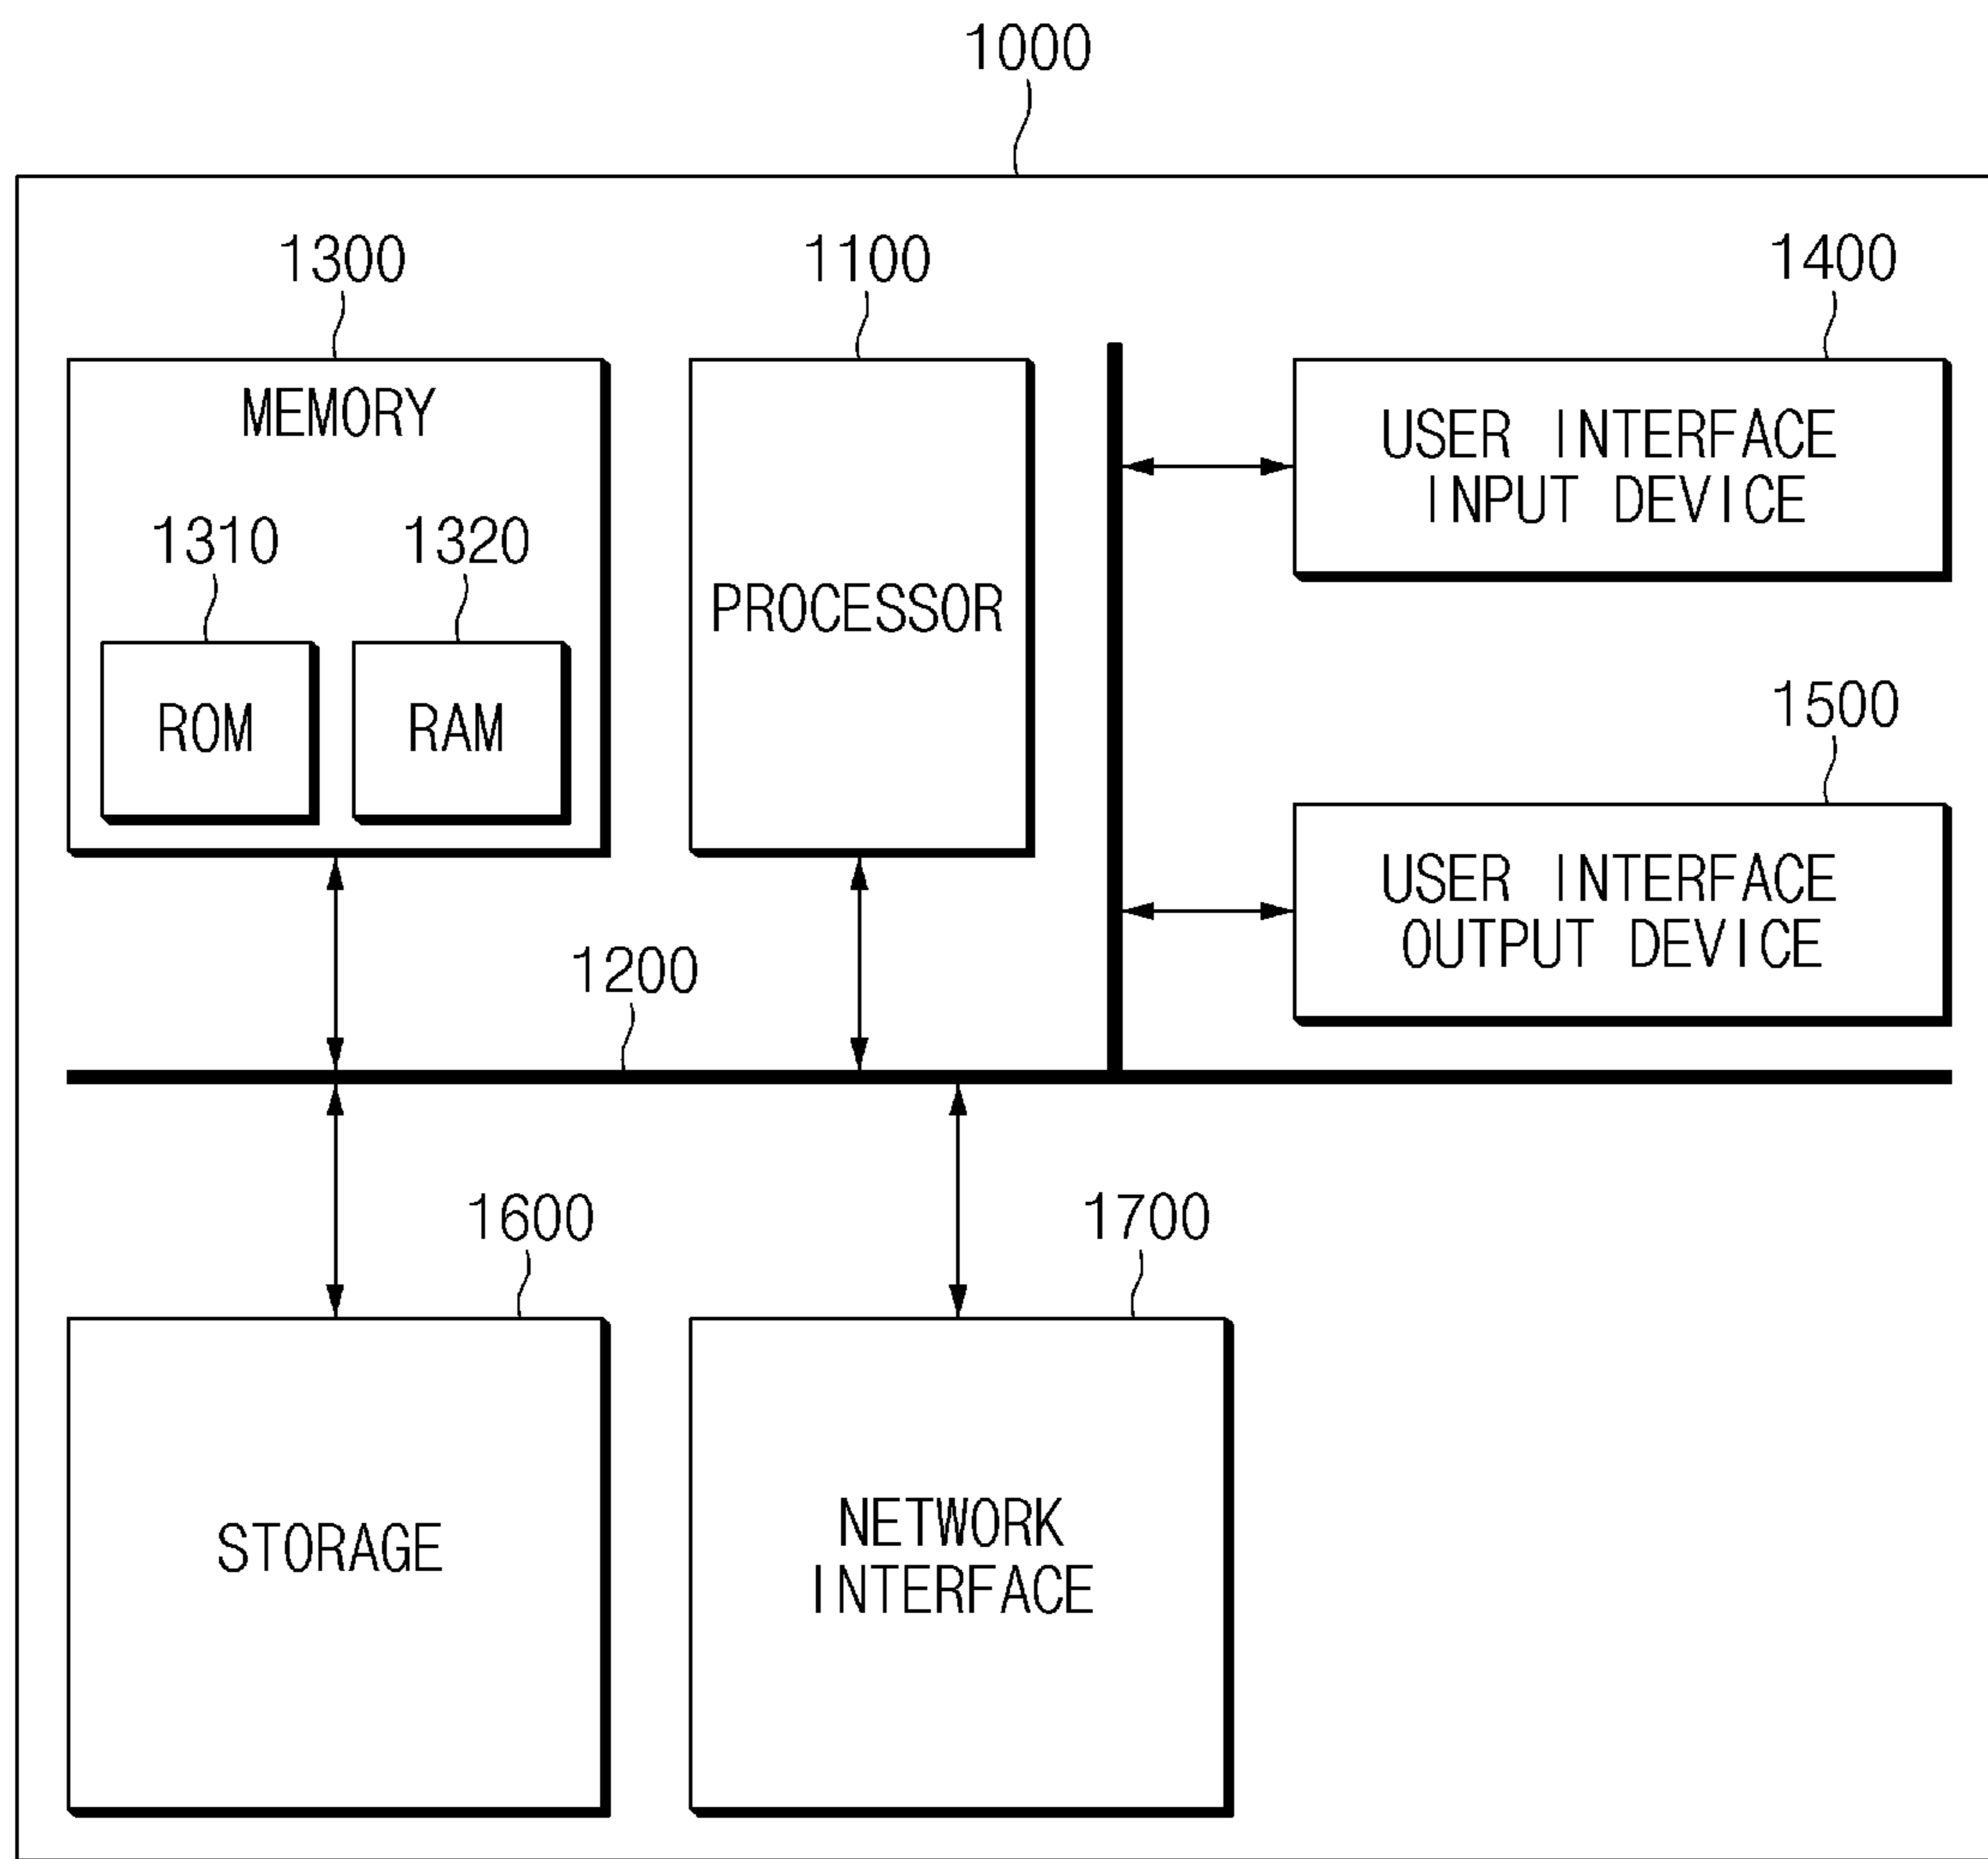 1000
1300
1100
1400
MEMORY
USER INTERFACE
INPUT DEVICE
1310
1320
PROCESSOR
ROM
RAM
1500
USER INTERFACE
OUTPUT DEVICE
1200
1600
1700
STORAGE
NETWORK
INTERFACE